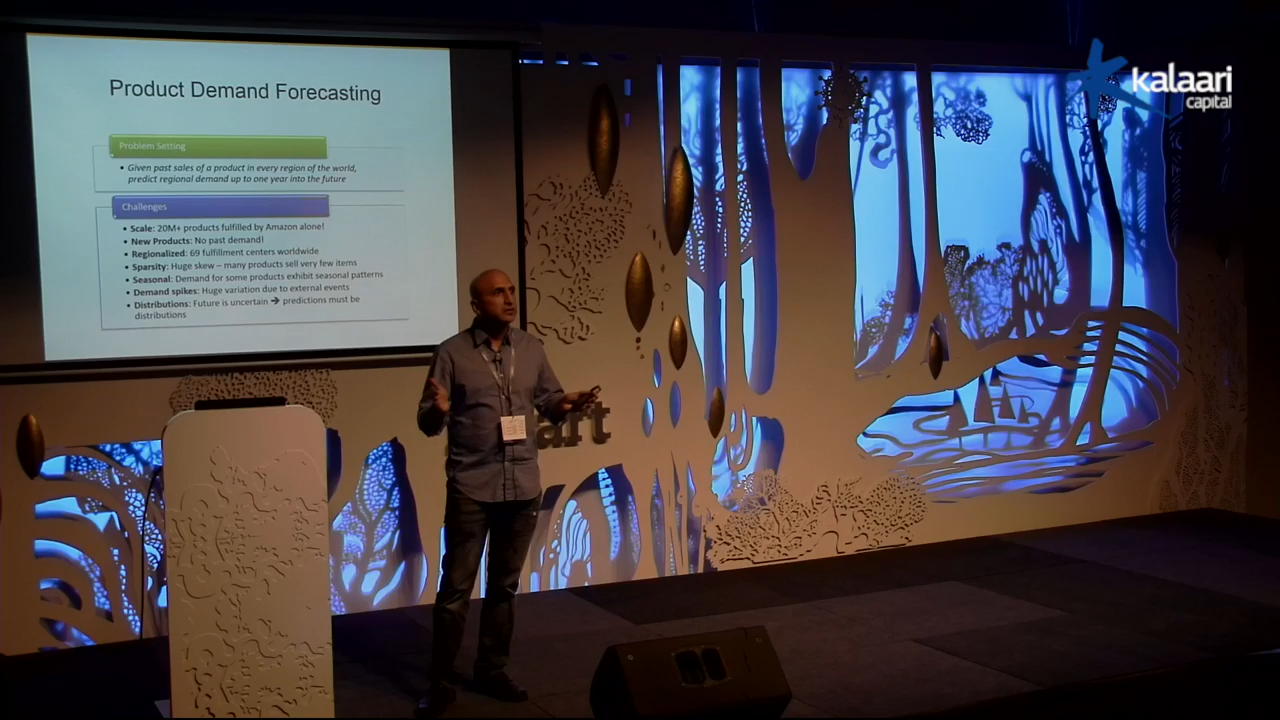 Product Demand Forecasting
Problem Setting
• Given past sales of a product in every region of the world,
predict regional demand up to one year into the future
Challenges
• Scale: 20M+ products fulfilled by Amazon alone!
• New Products: No past demand!
• Regionalized: 69 fulfillment centers worldwide
• Sparsity: Huge skew – many products sell very few items
• Seasonal: Demand for some products exhibit seasonal patterns
• Demand spikes: Huge variation due to external events
• Distributions: Future is uncertain ➔ predictions must be
distributions
kalaari
capital